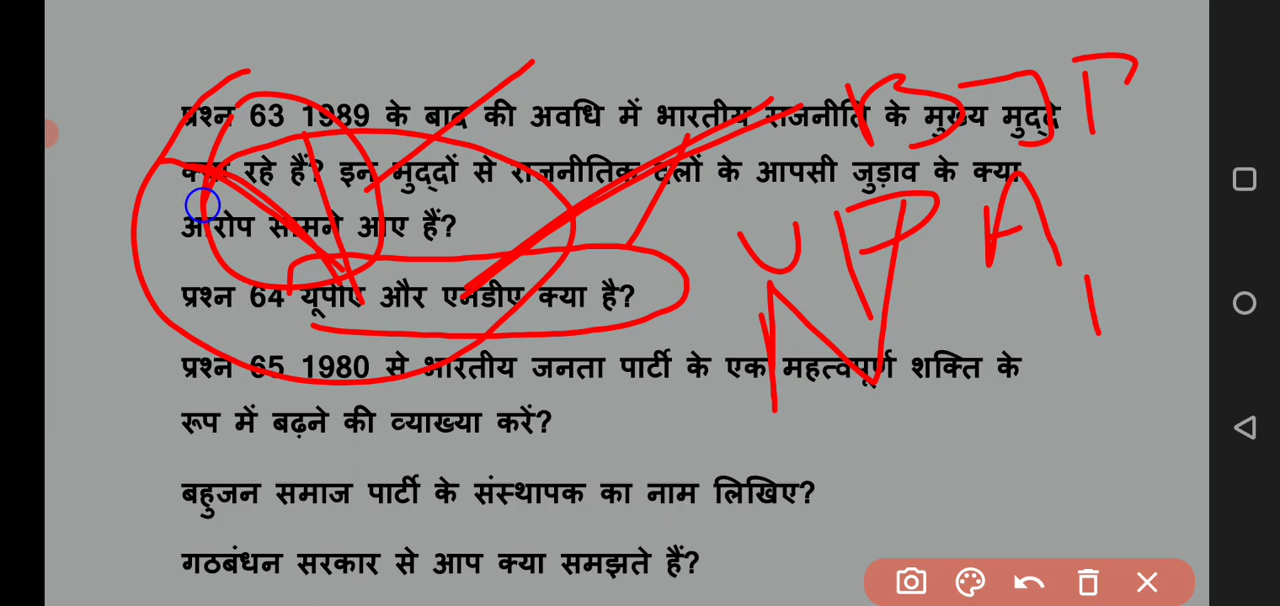 प्रश्न 63 1989 के बाद की अवधि में भारतीय राजनीति के मुख्य मुद्दे
क्या रहे हैं? इन मुद्दों से राजनीतिक दलों के आपसी जुड़ाव के क्या
आरोप सामने आए हैं?
प्रश्न 64 यूपीए और एनडीए क्या है?
प्रश्न 65 1980 से भारतीय जनता पार्टी के एक महत्वपूर्ण शक्ति के
रूप में बढ़ने की व्याख्या करें?
बहुजन समाज पार्टी के संस्थापक का नाम लिखिए?
गठबंधन सरकार से आप क्या समझते हैं?
BJP
UPA
N